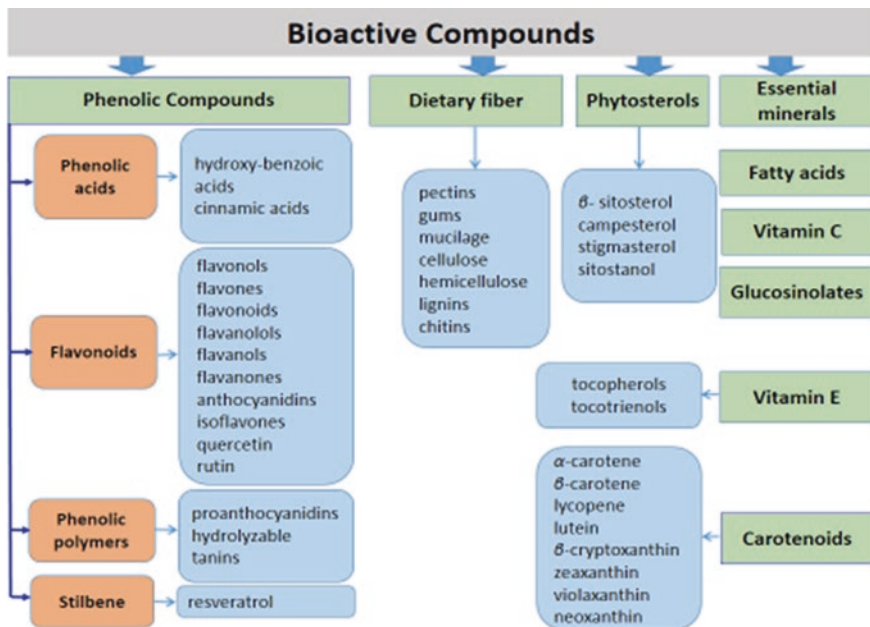 Bioactive Compounds
Phenolic Compounds
Phenolic
acids
hydroxy-benzoic
acids
cinnamic acids
Flavonoids
flavonols
flavones
flavonoids
flavanolols
flavanols
flavanones
anthocyanidins
isoflavones
quercetin
rutin
Phenolic
polymers
proanthocyanidins
hydrolyzable
tanins
Stilbene
resveratrol
Dietary fiber
pectins
gums
mucilage
cellulose
hemicellulose
lignins
chitins
Phytosterols
β- sitosterol
campesterol
stigmasterol
sitostanol
Essential
minerals
Fatty acids
Vitamin C
Glucosinolates
Vitamin E
tocopherols
tocotrienols
Carotenoids
α-carotene
β-carotene
lycopene
lutein
β-cryptoxanthin
zeaxanthin
violaxanthin
neoxanthin